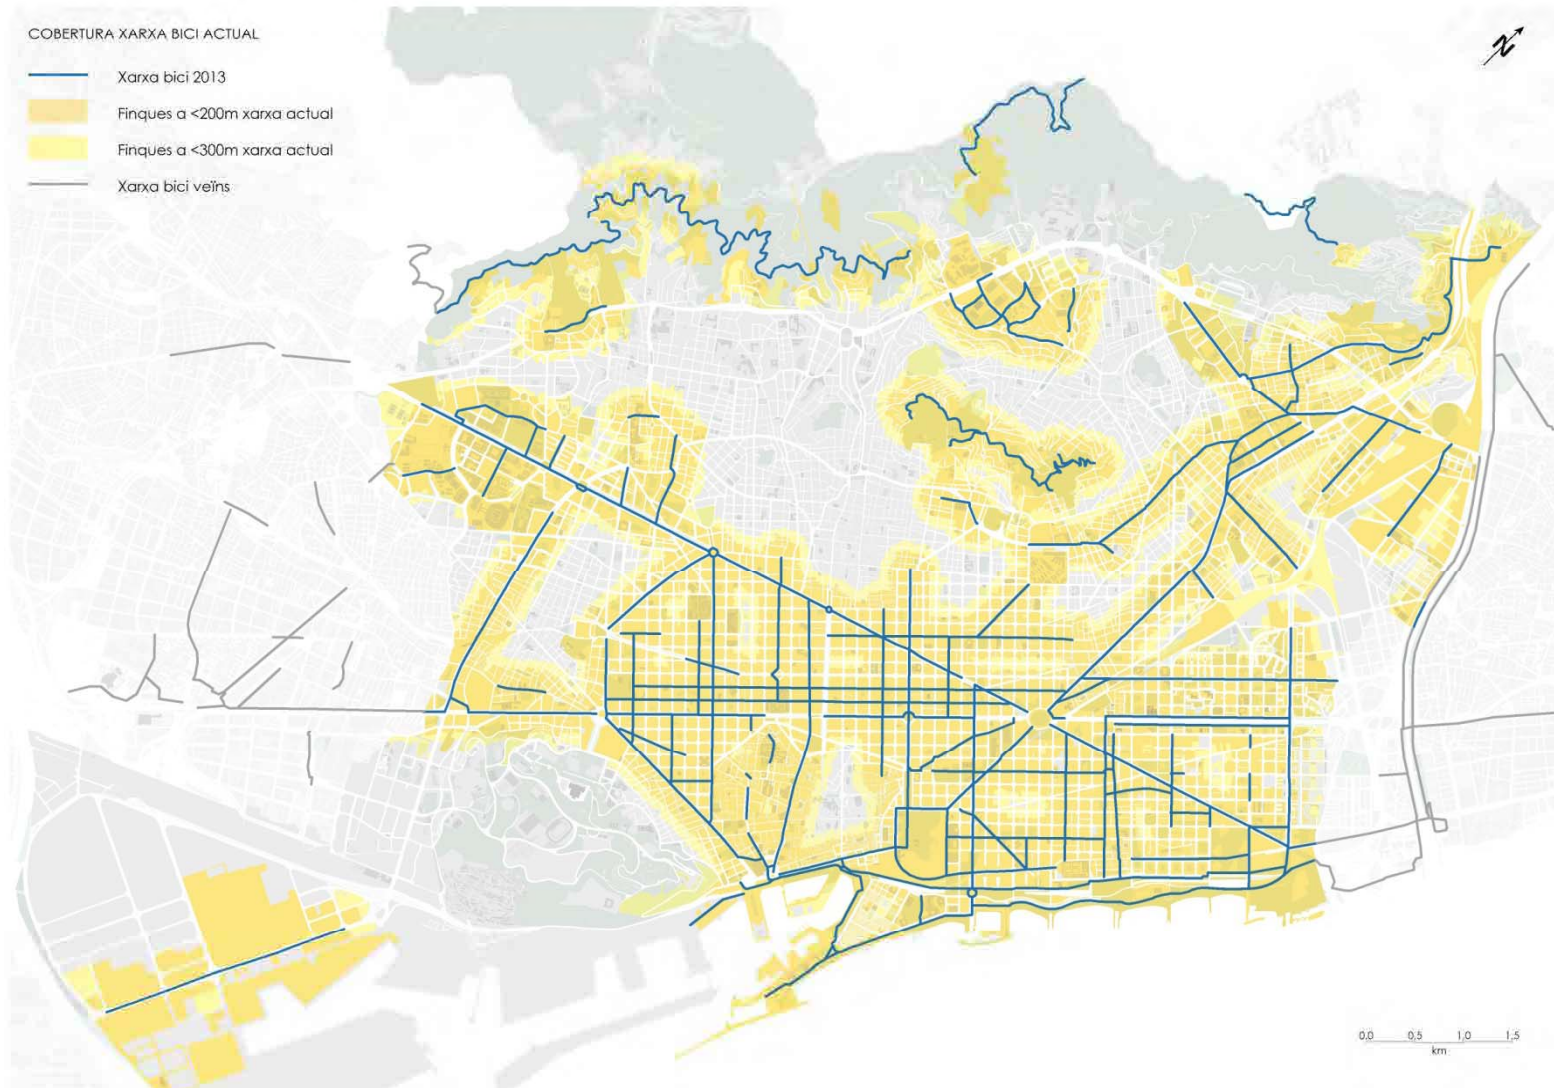 COBERTURA XARXA BICI ACTUAL
Xarxa bici 2013
Finques a <200m xarxa actual
Finques a <300m xarxa actual
Xarxa bici veïns
N
0,0 0,5 1,0 1,5
km